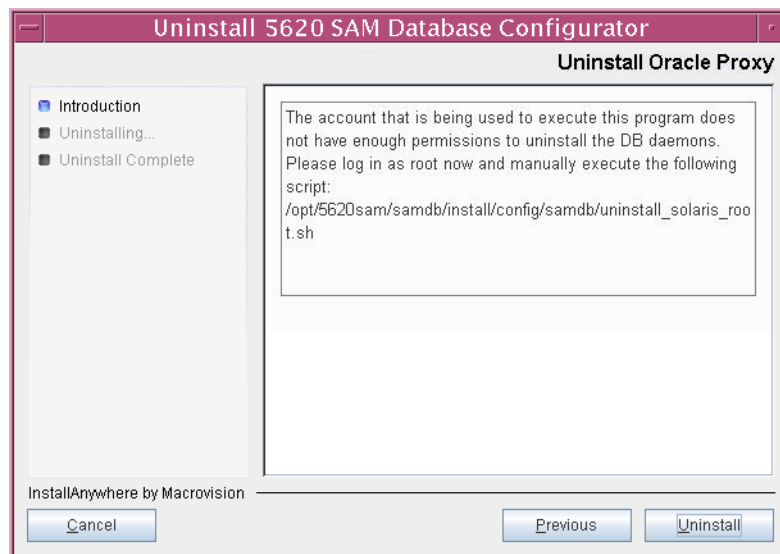 Uninstall 5620 SAM Database Configurator
Uninstall Oracle Proxy
Introduction
Uninstalling...
Uninstall Complete
The account that is being used to execute this program does
not have enough permissions to uninstall the DB daemons.
Please log in as root now and manually execute the following
script:
/opt/5620sam/samdb/install/config/samdb/uninstall_solaris_roo
t.sh
InstallAnywhere by Macrovision
Cancel
Previous
Uninstall